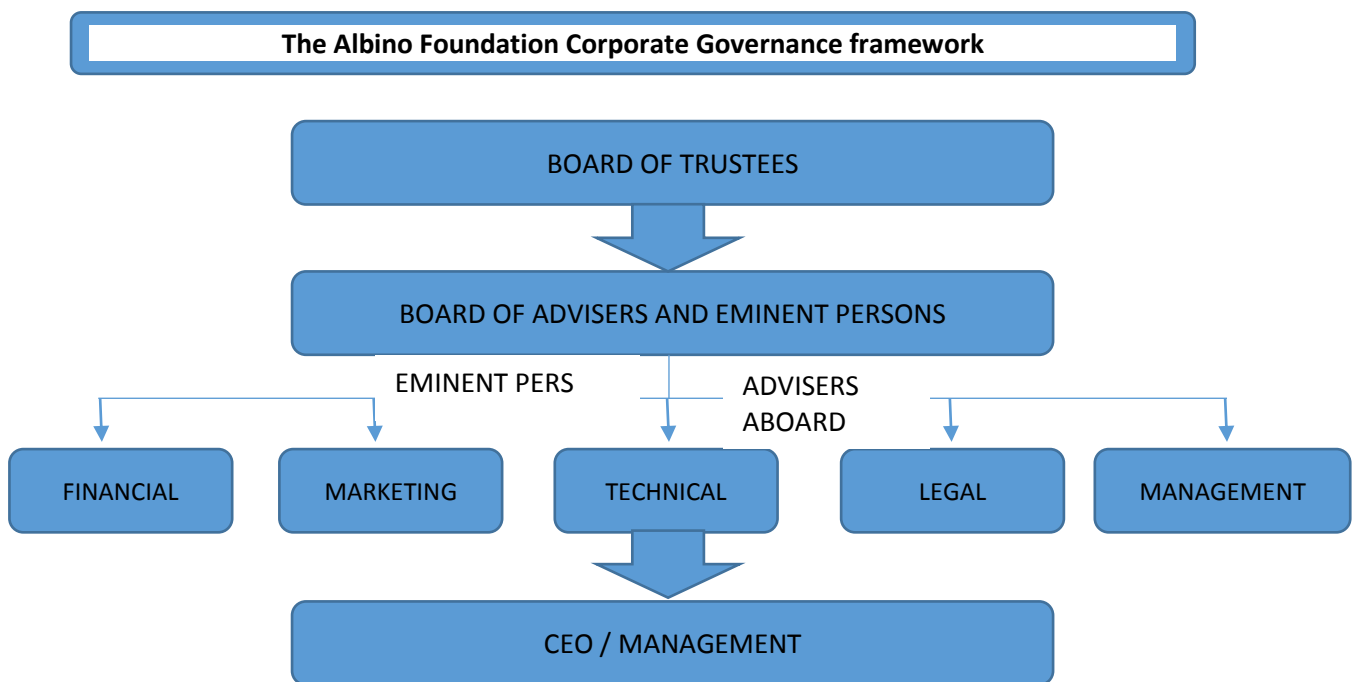 The Albino Foundation Corporate Governance framework
BOARD OF TRUSTEES
BOARD OF ADVISERS AND EMINENT PERSONS
EMINENT PERS
ADVISERS
ABOARD
FINANCIAL
MARKETING
TECHNICAL
LEGAL
MANAGEMENT
CEO / MANAGEMENT